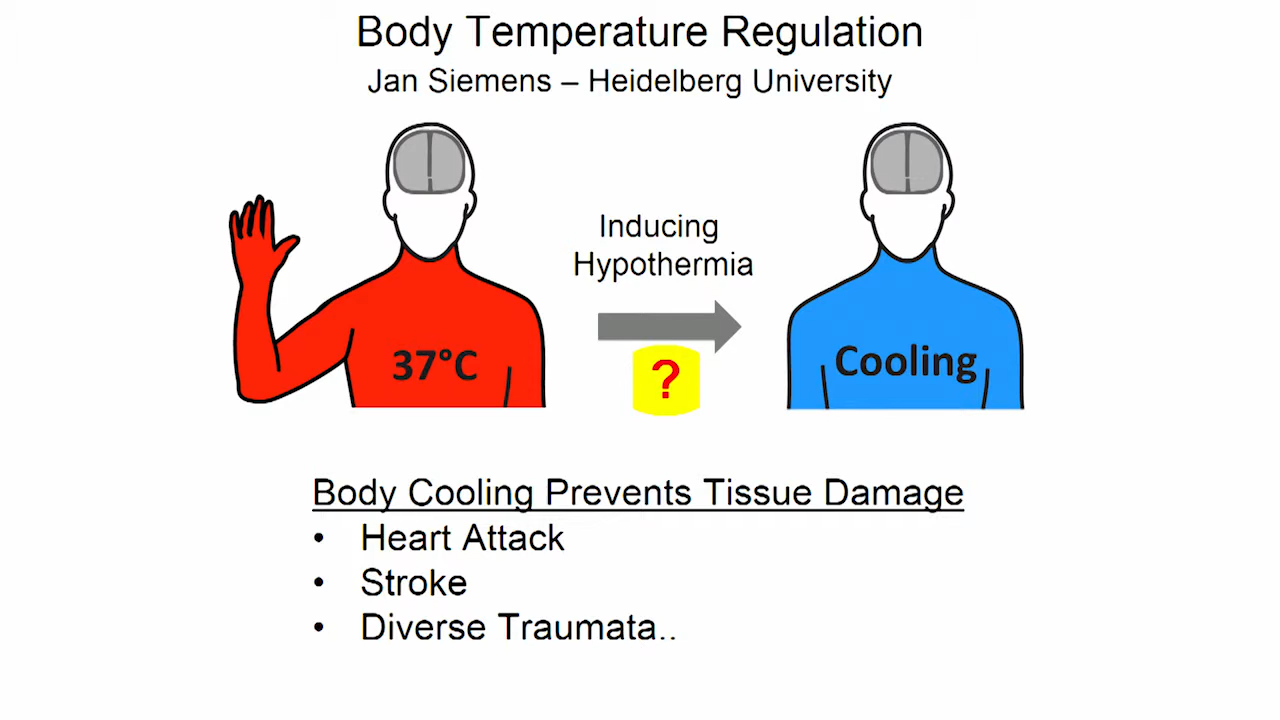 Body Temperature Regulation
Jan Siemens – Heidelberg University
Inducing
Hypothermia
37°C
?
Cooling
Body Cooling Prevents Tissue Damage
• Heart Attack
• Stroke
• Diverse Traumata..